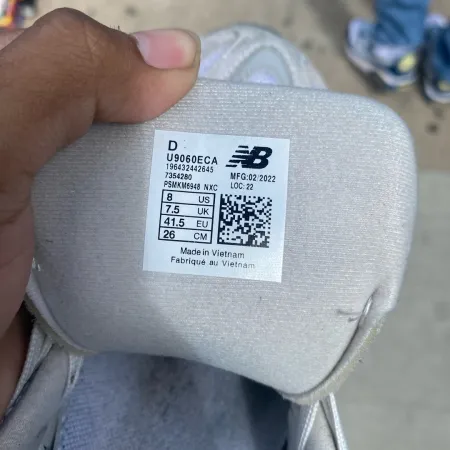 D
U9060ECA
196432442645
7354280
PSMKM6948 NXC
NB
MFG:02/2022
LOC:22
8 US
7.5 UK
41.5 EU
26 CM
Made in Vietnam
Fabriqué au Vietnam